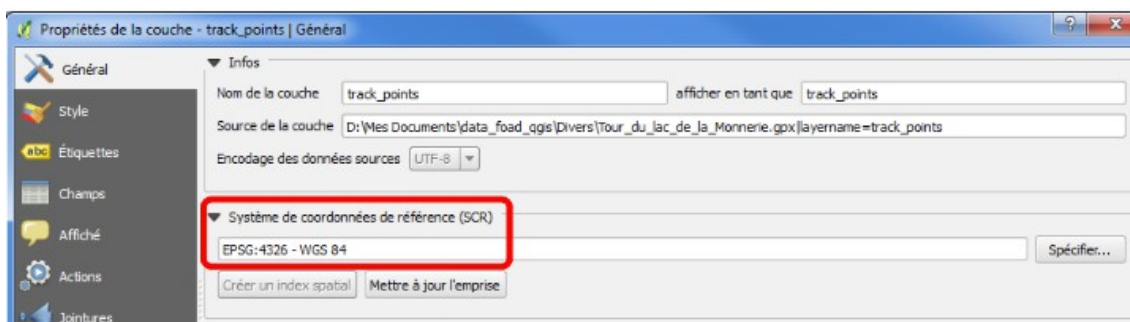 Propriétés de la couche - track_points | Général
Général
Style
abc Étiquettes
Champs
Affiché
Actions
Jointures
Infos
Nom de la couche track_points afficher en tant que track_points
Source de la couche D:\Mes Documents\data_foad_qgis\Divers\Tour_du_lac_de_la_Monnerie.gpx|layername=track_points
Encodage des données sources UTF-8
Système de coordonnées de référence (SCR)
EPSG:4326 - WGS 84 Spécifier...
Créer un index spatial Mettre à jour l'emprise